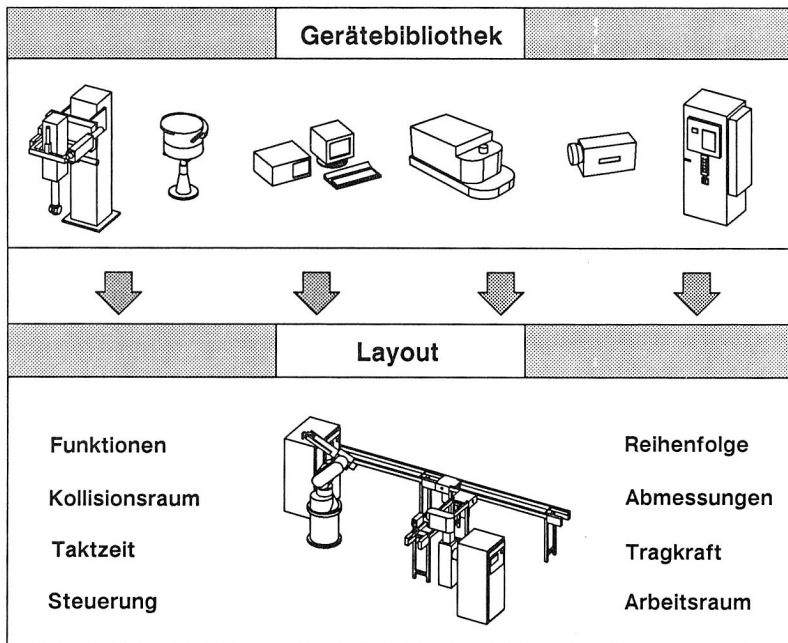 Gerätebibliothek
Layout
Funktionen
Kollisionsraum
Taktzeit
Steuerung
Reihenfolge
Abmessungen
Tragkraft
Arbeitsraum